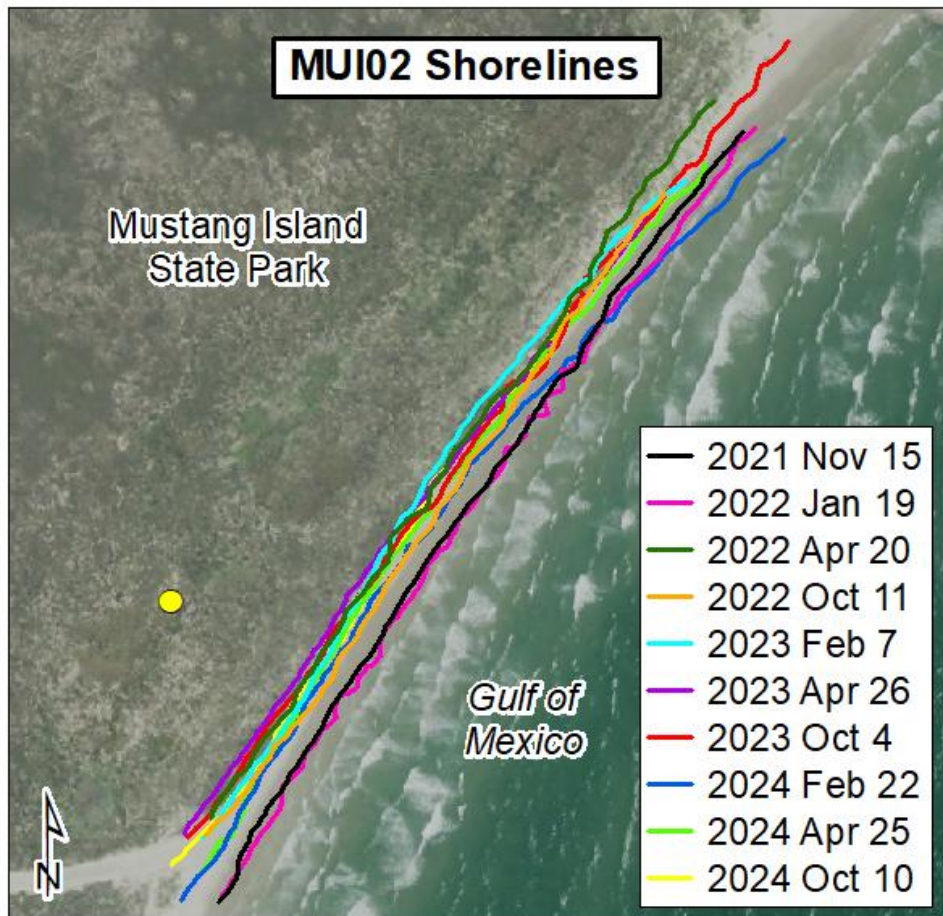 MUI02 Shorelines
Mustang Island
State Park
2021 Nov 15
2022 Jan 19
2022 Apr 20
2022 Oct 11
2023 Feb 7
2023 Apr 26
2023 Oct 4
2024 Feb 22
2024 Apr 25
2024 Oct 10
Gulf of
Mexico
N